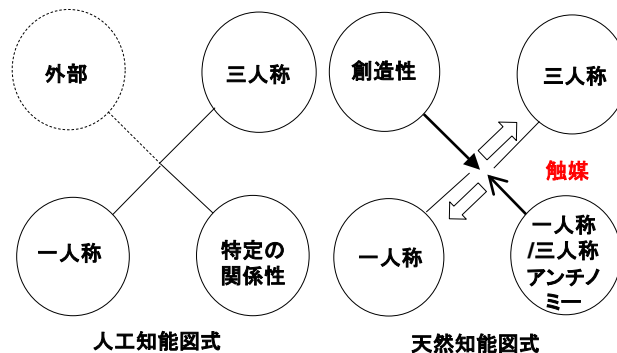 外部
三人称
創造性
三人称
触媒
一人称
特定の
関係性
一人称
一人称
/三人称
アンチノ
ミー
人工知能図式
天然知能図式